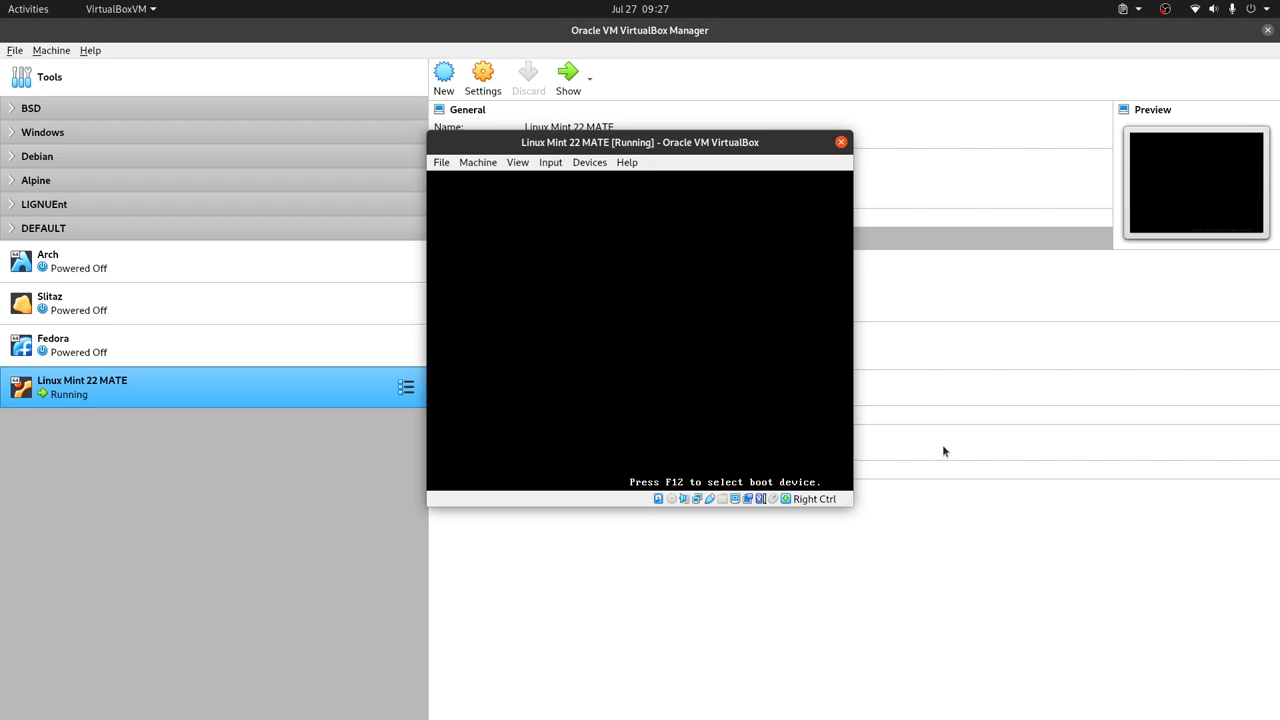 Activities
VirtualBoxVM
Jul 27 09:27
Oracle VM VirtualBox Manager
File Machine Help
Tools
New Settings Discard Show
BSD
Windows
Debian
Alpine
LIGNUEnt
DEFAULT
Arch
Powered Off
Slitaz
Powered Off
Fedora
Powered Off
Linux Mint 22 MATE
Running
General
Name: Linux Mint 22 MATE
Preview
Linux Mint 22 MATE [Running] - Oracle VM VirtualBox
File Machine View Input Devices Help
Press F12 to select boot device.
Right Ctrl